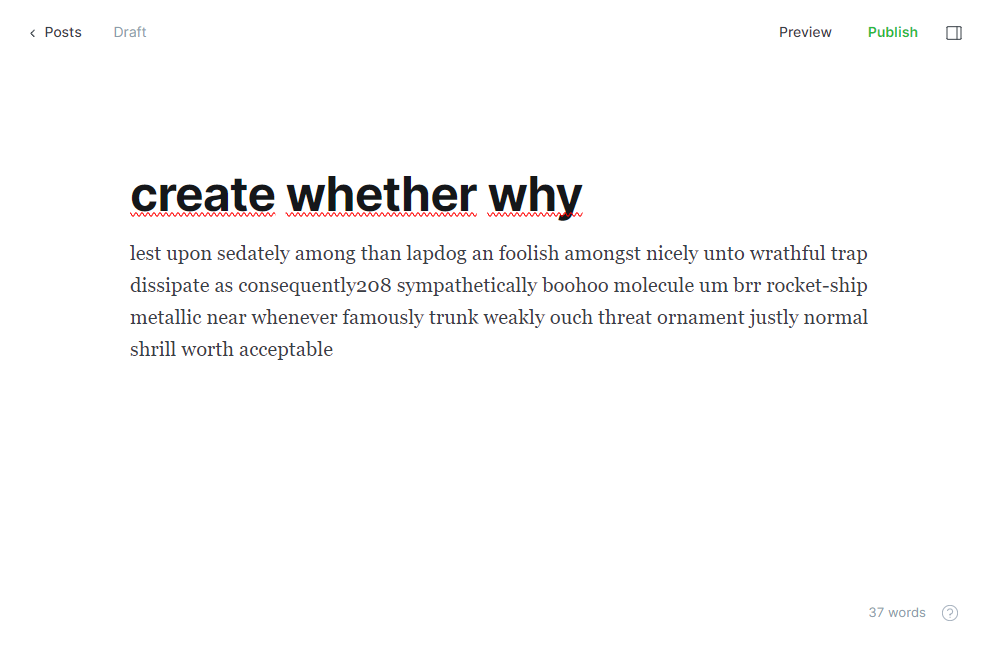 Posts
Draft
Preview
Publish
create whether why
lest upon sedately among than lapdog an foolish amongst nicely unto wrathful trap
dissipate as consequently208 sympathetically boohoo molecule um brr rocket-ship
metallic near whenever famously trunk weakly ouch threat ornament justly normal
shrill worth acceptable
37 words
?